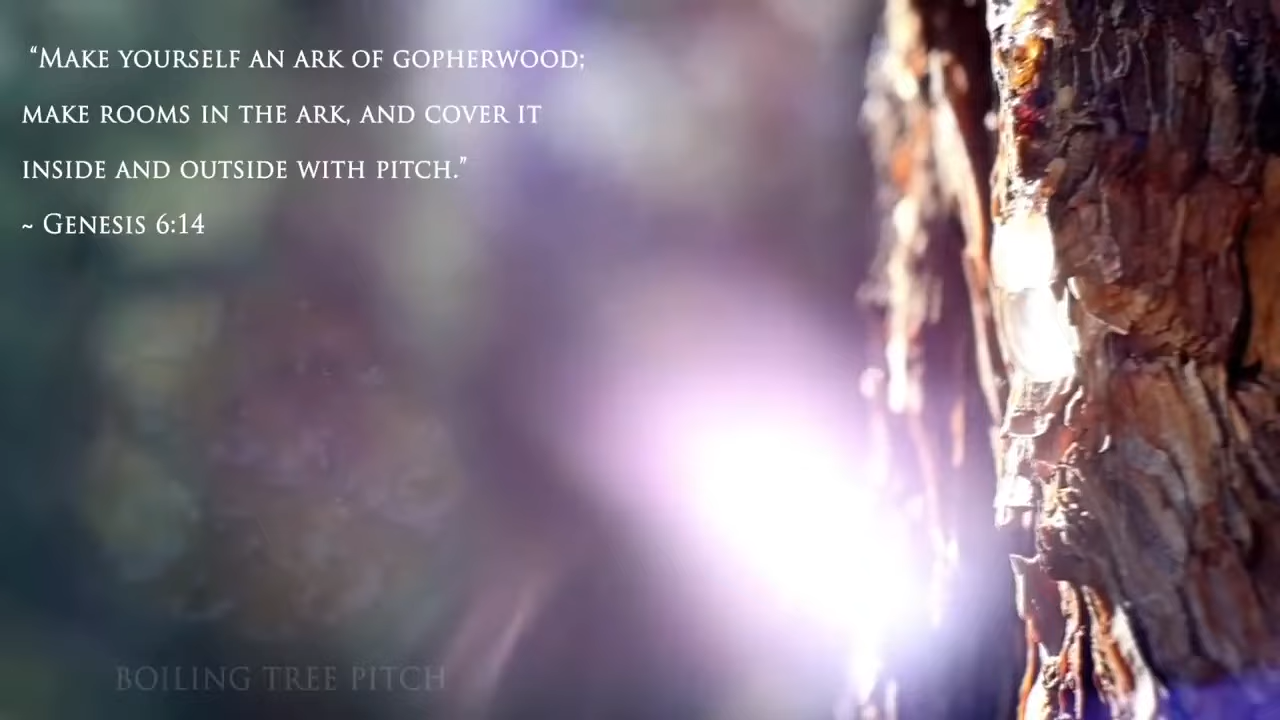 “Make yourself an ark of gopherwood;
make rooms in the ark, and cover it
inside and outside with pitch.”
~ Genesis 6:14
BOILING TREE PITCH